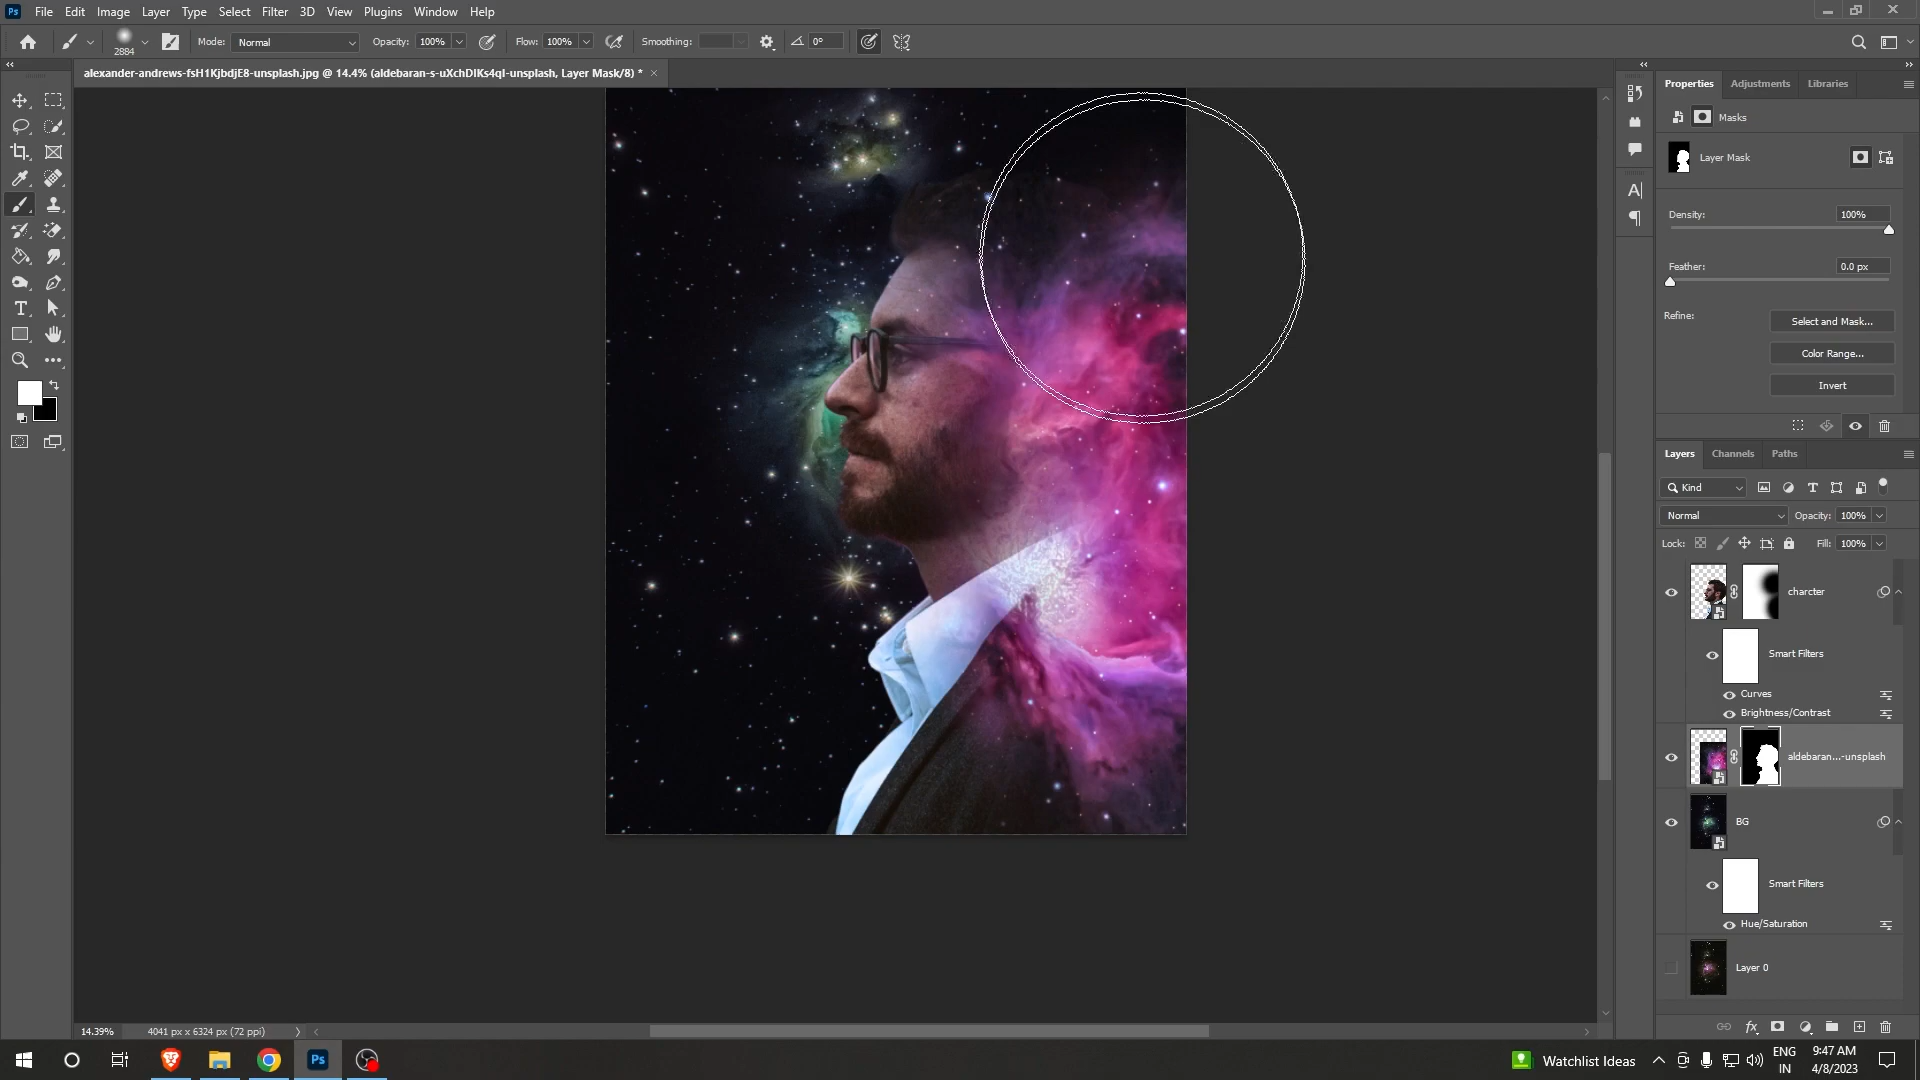 Ps File Edit Image Layer Type Select Filter 3D View Plugins Window Help
2884 Mode: Normal Opacity: 100% Flow: 100% Smoothing: 0°
alexander-andrews-fsH1KjbdjE8-unsplash.jpg @ 14.4% (aldebaran-s-uXchDIKs4qI-unsplash, Layer Mask/8) *
Properties Adjustments Libraries
Masks
Layer Mask
Density: 100%
Feather: 0.0 px
Refine: Select and Mask...
Color Range...
Invert
Layers Channels Paths
Kind
Normal Opacity: 100%
Lock: Fill: 100%
charcter
Smart Filters
Curves
Brightness/Contrast
aldebaran...-unsplash
BG
Smart Filters
Hue/Saturation
Layer 0
fx
14.39% 4041 px x 6324 px (72 ppi)
Ps Watchlist Ideas ENG IN 9:47 AM 4/8/2023